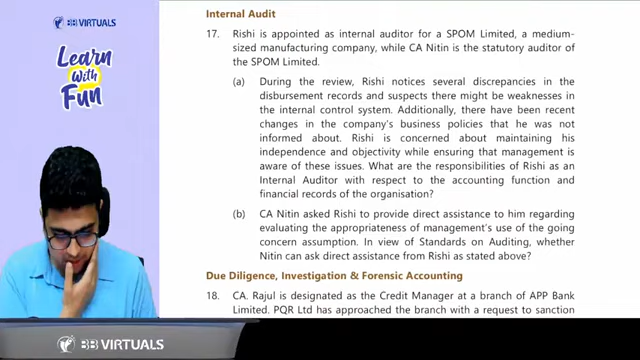 BB VIRTUALS
Learn
With
Fun
Internal Audit
17. Rishi is appointed as internal auditor for a SPOM Limited, a medium-
sized manufacturing company, while CA Nitin is the statutory auditor of
the SPOM Limited.
(a) During the review, Rishi notices several discrepancies in the
disbursement records and suspects there might be weaknesses in
the internal control system. Additionally, there have been recent
changes in the company's business policies that he was not
informed about. Rishi is concerned about maintaining his
independence and objectivity while ensuring that management is
aware of these issues. What are the responsibilities of Rishi as an
Internal Auditor with respect to the accounting function and
financial records of the organisation?
(b) CA Nitin asked Rishi to provide direct assistance to him regarding
evaluating the appropriateness of management's use of the going
concern assumption. In view of Standards on Auditing, whether
Nitin can ask direct assistance from Rishi as stated above?
Due Diligence, Investigation & Forensic Accounting
18. CA. Rajul is designated as the Credit Manager at a branch of APP Bank
Limited. PQR Ltd has approached the branch with a request to sanction
BB VIRTUALS